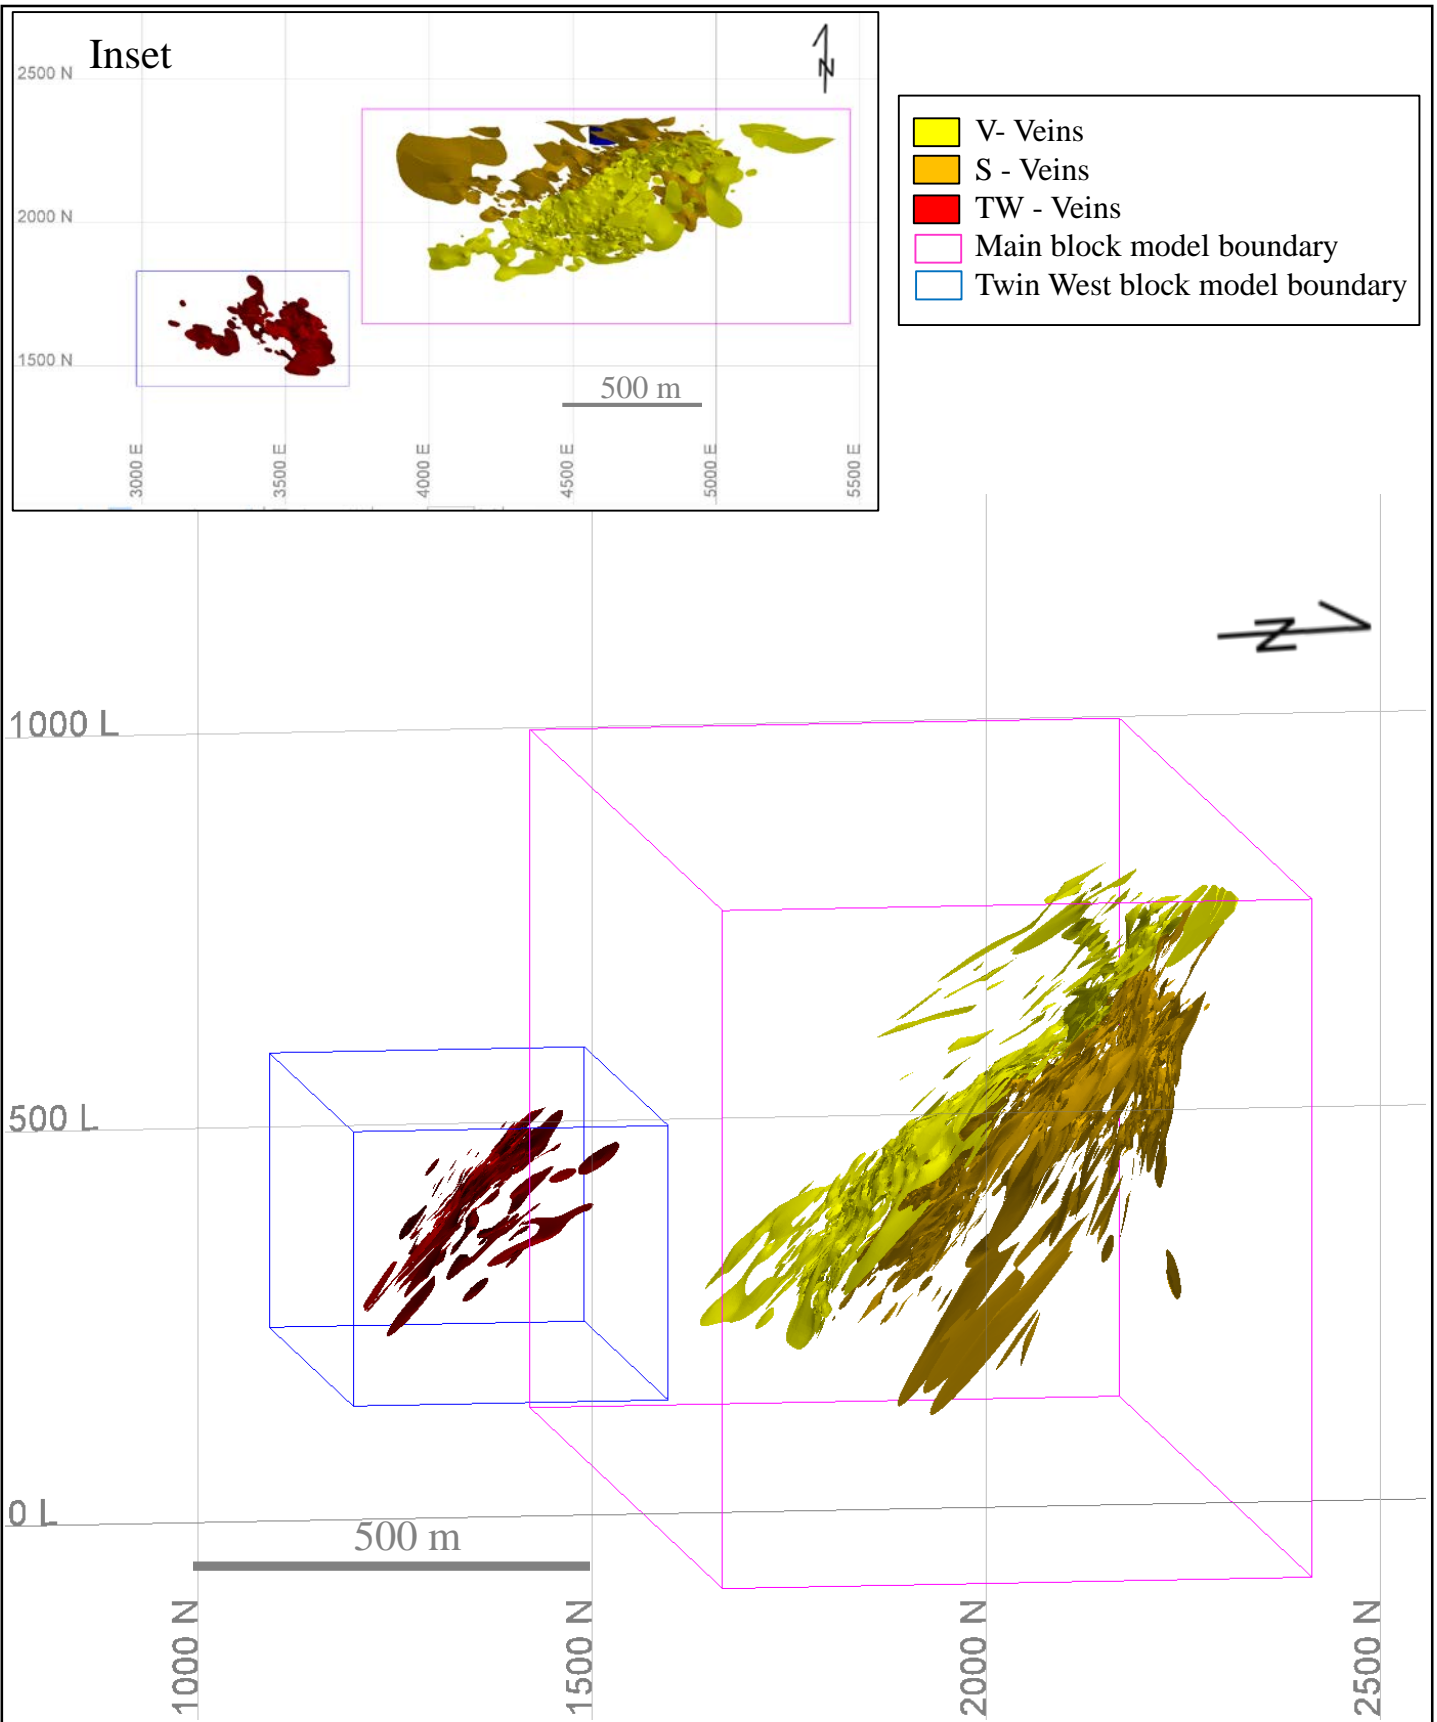 Inset
N
2500 N
2000 N
1500 N
500 m
3000 E
3500 E
4000 E
4500 E
5000 E
5500 E
V- Veins
S - Veins
TW - Veins
Main block model boundary
Twin West block model boundary
N
1000 L
500 L
0 L
500 m
1000 N
1500 N
2000 N
2500 N